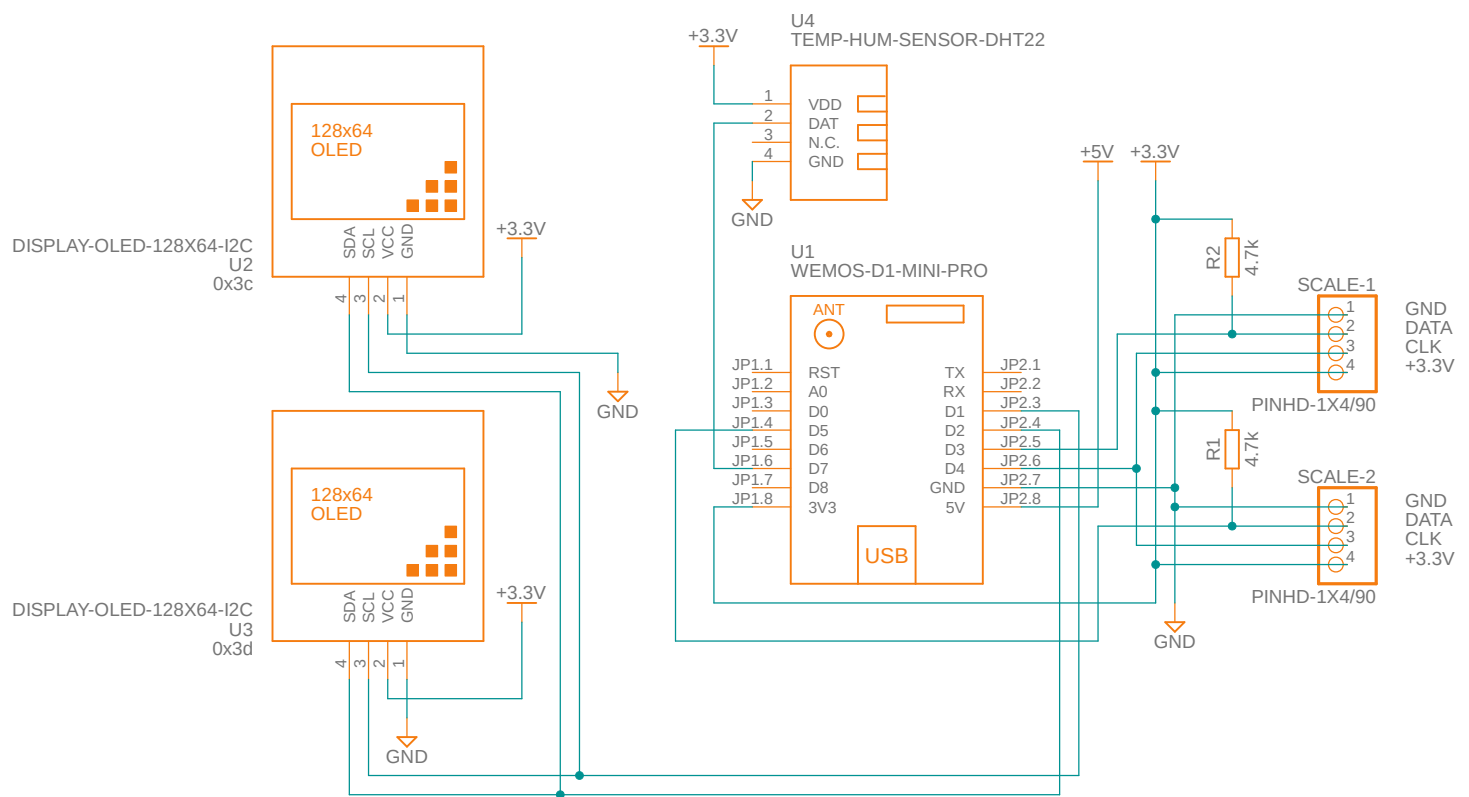 U4
TEMP-HUM-SENSOR-DHT22
+3.3V
1 VDD
2 DAT
3 N.C.
4 GND
GND
128x64
OLED
SDA
SCL
VCC
GND
4
3
2
1
+3.3V
DISPLAY-OLED-128X64-I2C
U2
0x3c
GND
+5V
+3.3V
R2
4.7k
SCALE-1
1 GND
2 DATA
3 CLK
4 +3.3V
PINHD-1X4/90
U1
WEMOS-D1-MINI-PRO
ANT
JP1.1 RST TX JP2.1
JP1.2 A0 RX JP2.2
JP1.3 D0 D1 JP2.3
JP1.4 D5 D2 JP2.4
JP1.5 D6 D3 JP2.5
JP1.6 D7 D4 JP2.6
JP1.7 D8 GND JP2.7
JP1.8 3V3 5V JP2.8
USB
R1
4.7k
SCALE-2
1 GND
2 DATA
3 CLK
4 +3.3V
PINHD-1X4/90
GND
128x64
OLED
SDA
SCL
VCC
GND
4
3
2
1
+3.3V
DISPLAY-OLED-128X64-I2C
U3
0x3d
GND